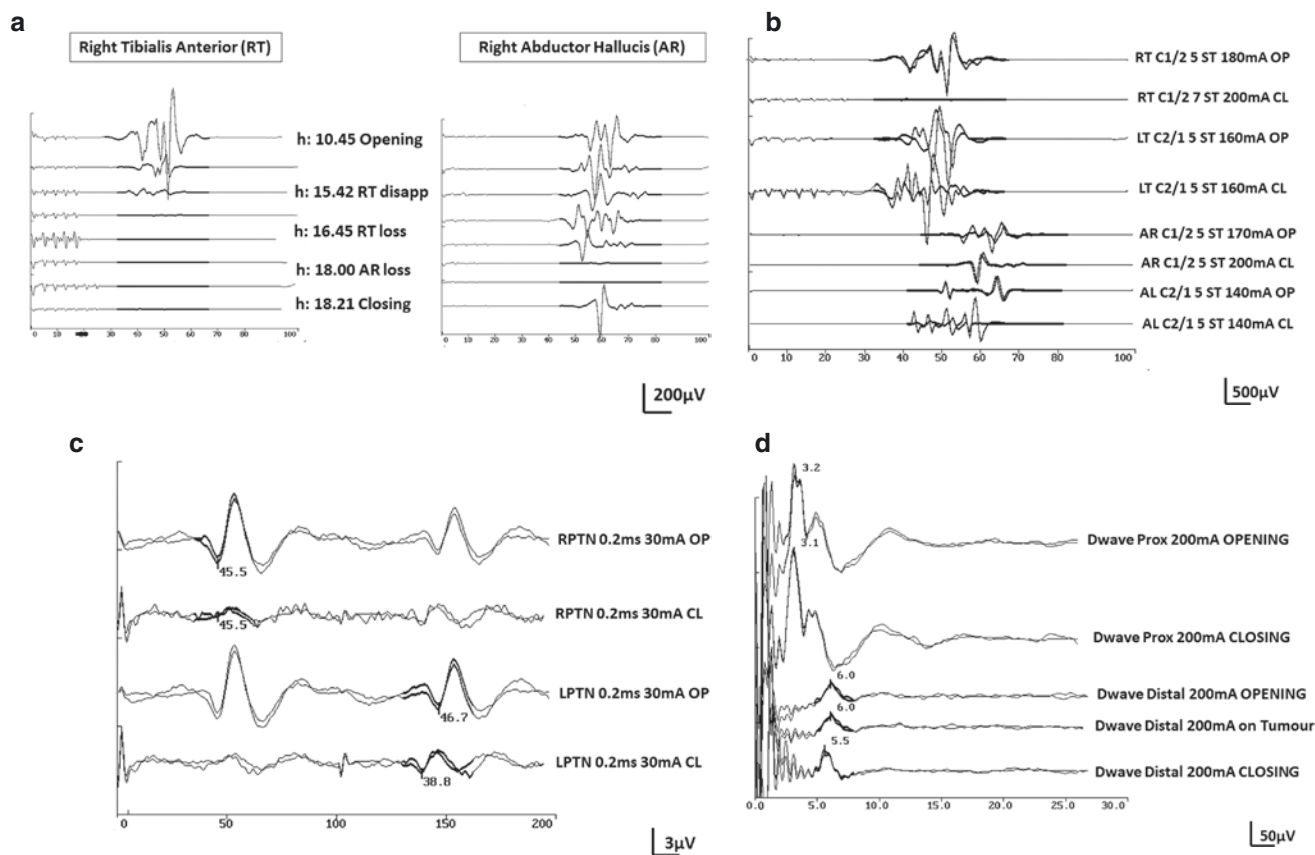 a
Right Tibialis Anterior (RT)
Right Abductor Hallucis (AR)
h: 10.45 Opening
h: 15.42 RT disapp
h: 16.45 RT loss
h: 18.00 AR loss
h: 18.21 Closing
0 10 20 30 40 50 60 70 80 90 100
0 10 20 30 40 50 60 70 80 90 100
200μV
b
RT C1/2 5 ST 180mA OP
RT C1/2 7 ST 200mA CL
LT C2/1 5 ST 160mA OP
LT C2/1 5 ST 160mA CL
AR C1/2 5 ST 170mA OP
AR C1/2 5 ST 200mA CL
AL C2/1 5 ST 140mA OP
AL C2/1 5 ST 140mA CL
0 10 20 30 40 50 60 70 80 100
500μV
c
RPTN 0.2ms 30mA OP
45.5
RPTN 0.2ms 30mA CL
45.5
LPTN 0.2ms 30mA OP
46.7
LPTN 0.2ms 30mA CL
38.8
0 50 100 150 200
3μV
d
3.2
Dwave Prox 200mA OPENING
3.1
Dwave Prox 200mA CLOSING
6.0
Dwave Distal 200mA OPENING
6.0
Dwave Distal 200mA on Tumour
5.5
Dwave Distal 200mA CLOSING
0.0 5.0 10.0 15.0 20.0 25.0 30.0
50μV